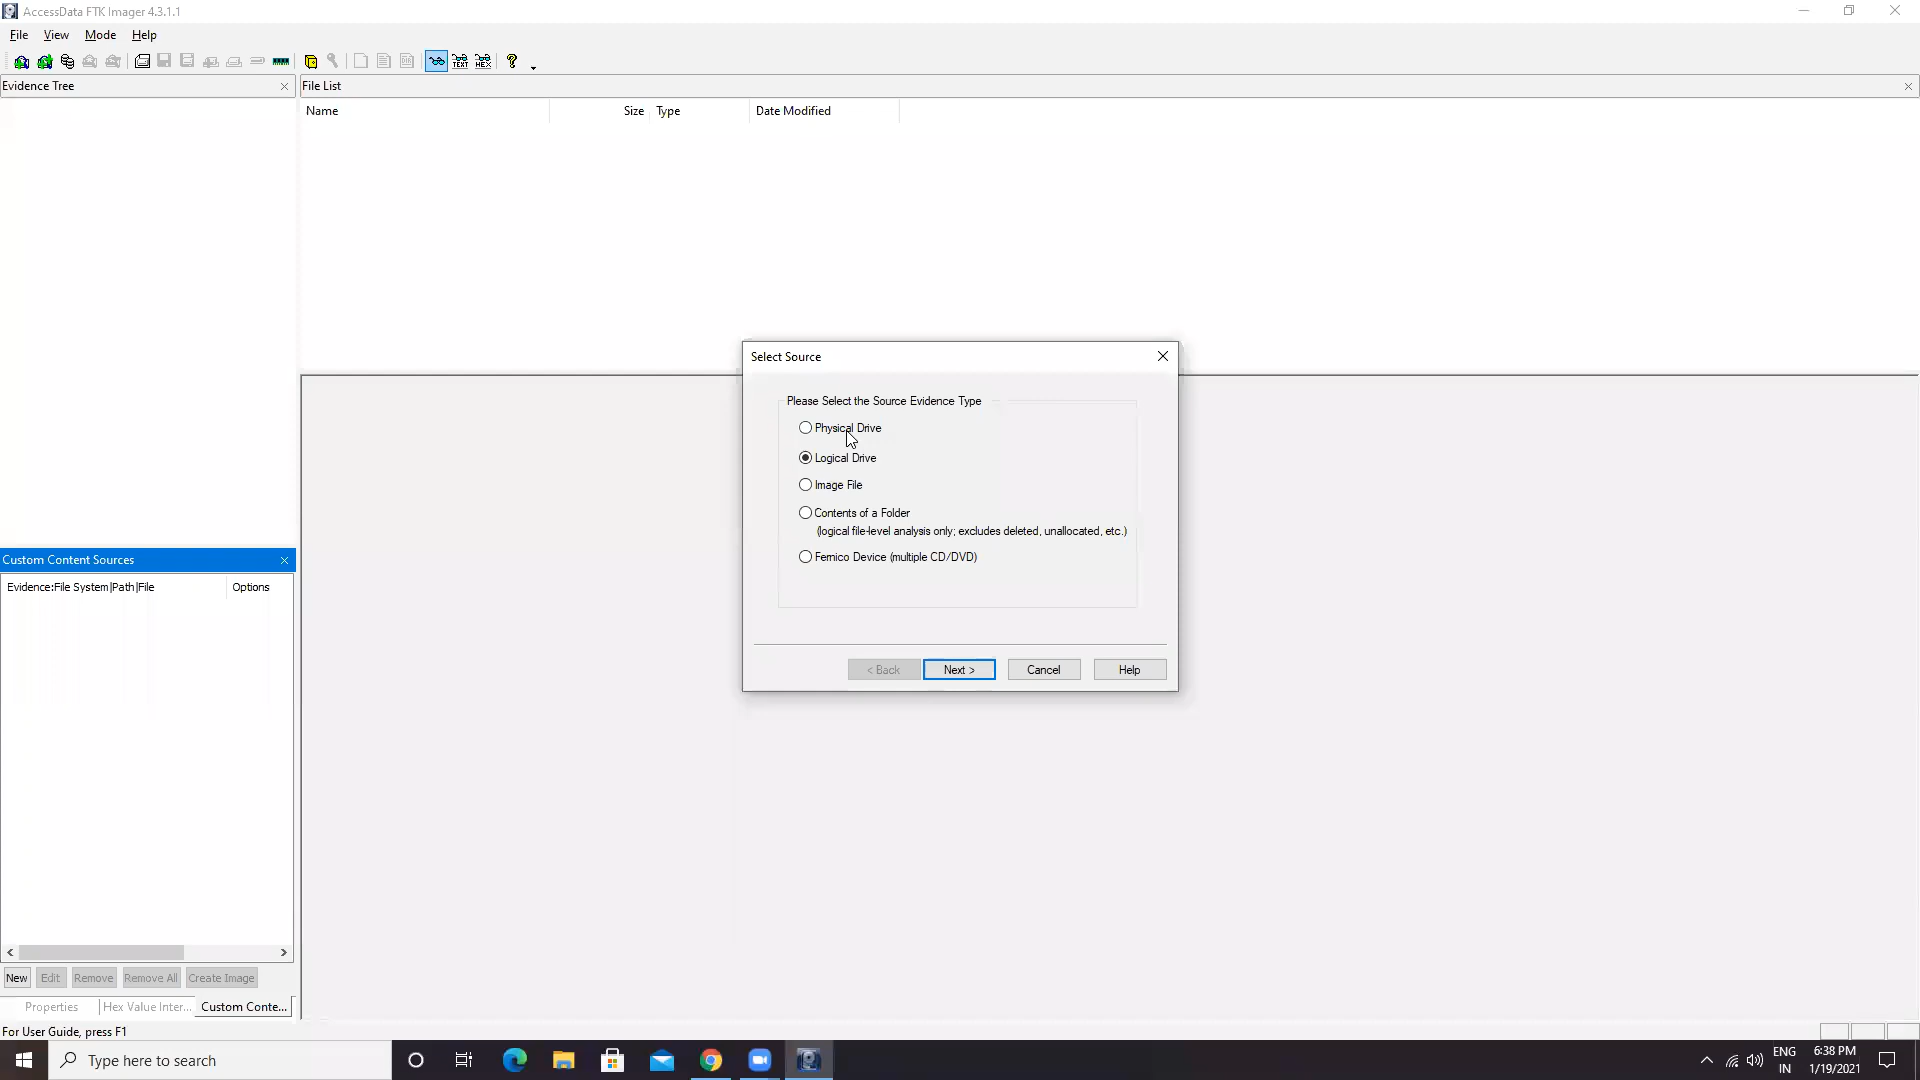 AccessData FTK Imager 4.3.1.1
File View Mode Help
TEXT HEX ?
Evidence Tree
File List
Name Size Type Date Modified
Select Source
Please Select the Source Evidence Type
Physical Drive
Logical Drive
Image File
Contents of a Folder
(logical file-level analysis only; excludes deleted, unallocated, etc.)
Fernico Device (multiple CD/DVD)
< Back Next > Cancel Help
Custom Content Sources
Evidence:File System|Path|File Options
New Edit Remove Remove All Create Image
Properties Hex Value Inter... Custom Conte...
For User Guide, press F1
Type here to search
ENG
IN
6:38 PM
1/19/2021